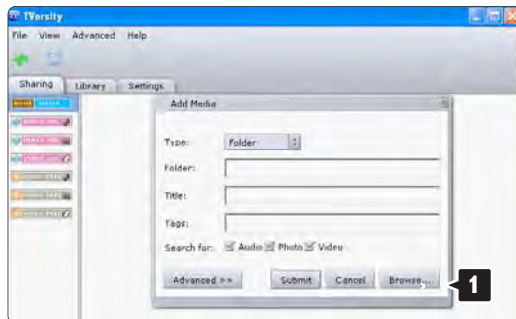 TVersity
File View Advanced Help
Sharing Library Settings
Add Media
Type: Folder
Folder:
Title:
Tags:
Search for: Audio Photo Video
Advanced >> Submit Cancel Browse...
1